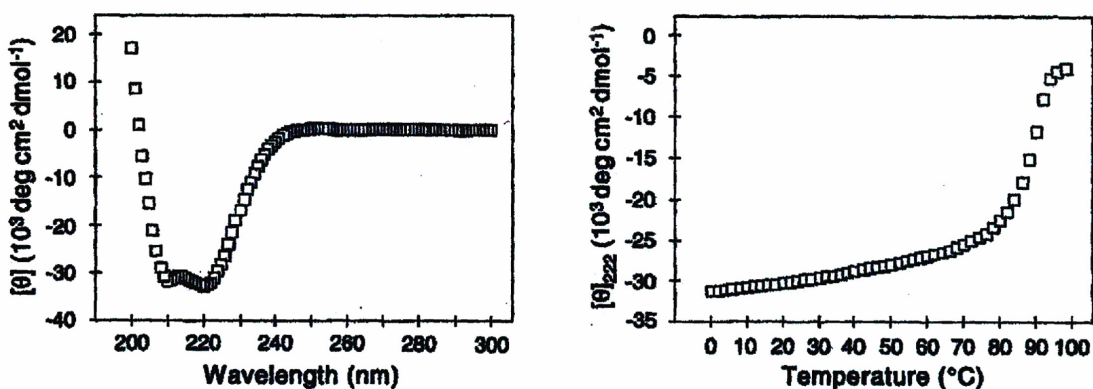 [θ] (10³ deg cm² dmol⁻¹)
20
10
0
-10
-20
-30
-40
200 220 240 260 280 300
Wavelength (nm)
[θ]₂₂₂ (10³ deg cm² dmol⁻¹)
0
-5
-10
-15
-20
-25
-30
-35
0 10 20 30 40 50 60 70 80 90 100
Temperature (°C)